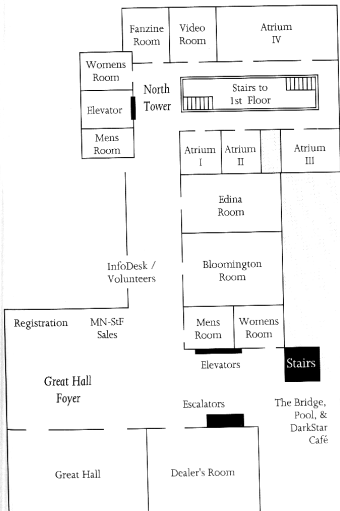 Fanzine
Room
Video
Room
Atrium
IV
Womens
Room
Elevator
Mens
Room
North
Tower
Stairs to
1st Floor
Atrium
I
Atrium
II
Atrium
III
Edina
Room
InfoDesk /
Volunteers
Bloomington
Room
Registration
MN-StF
Sales
Mens
Room
Womens
Room
Elevators
Stairs
Great Hall
Foyer
Escalators
The Bridge,
Pool, &
DarkStar
Café
Great Hall
Dealer's Room